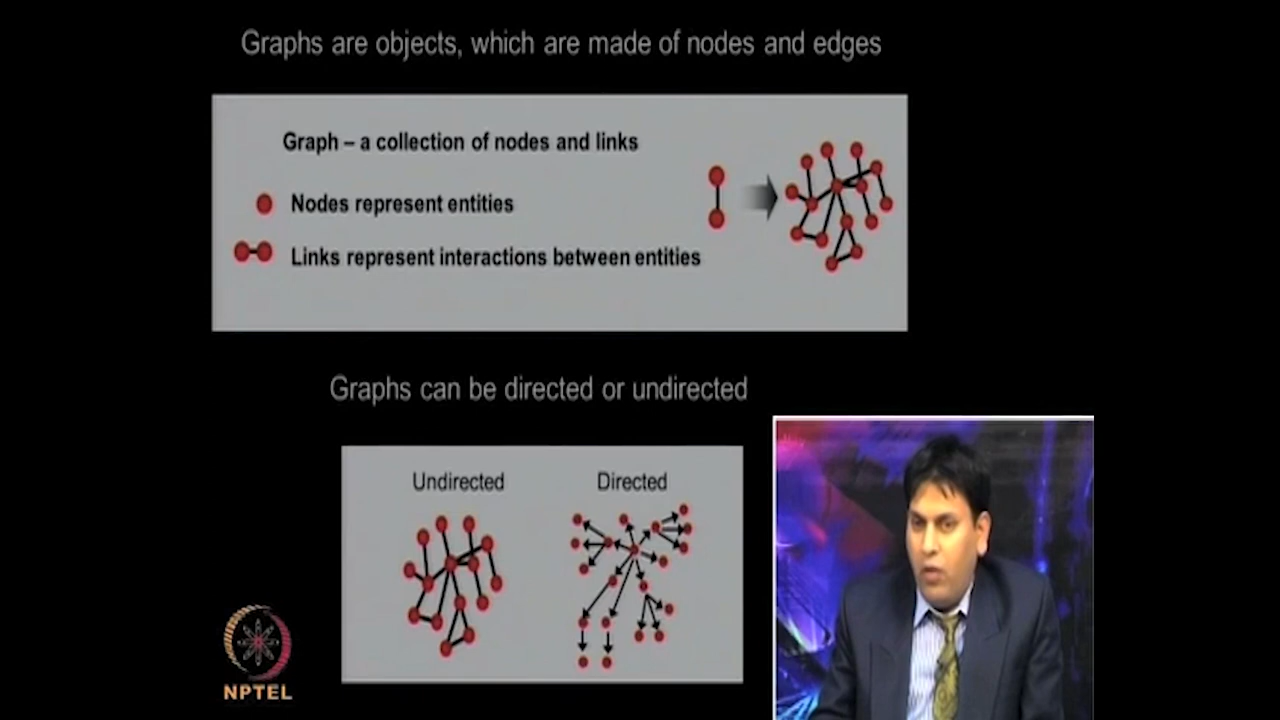 Graphs are objects, which are made of nodes and edges
Graph – a collection of nodes and links
Nodes represent entities
Links represent interactions between entities
Graphs can be directed or undirected
Undirected
Directed
NPTEL